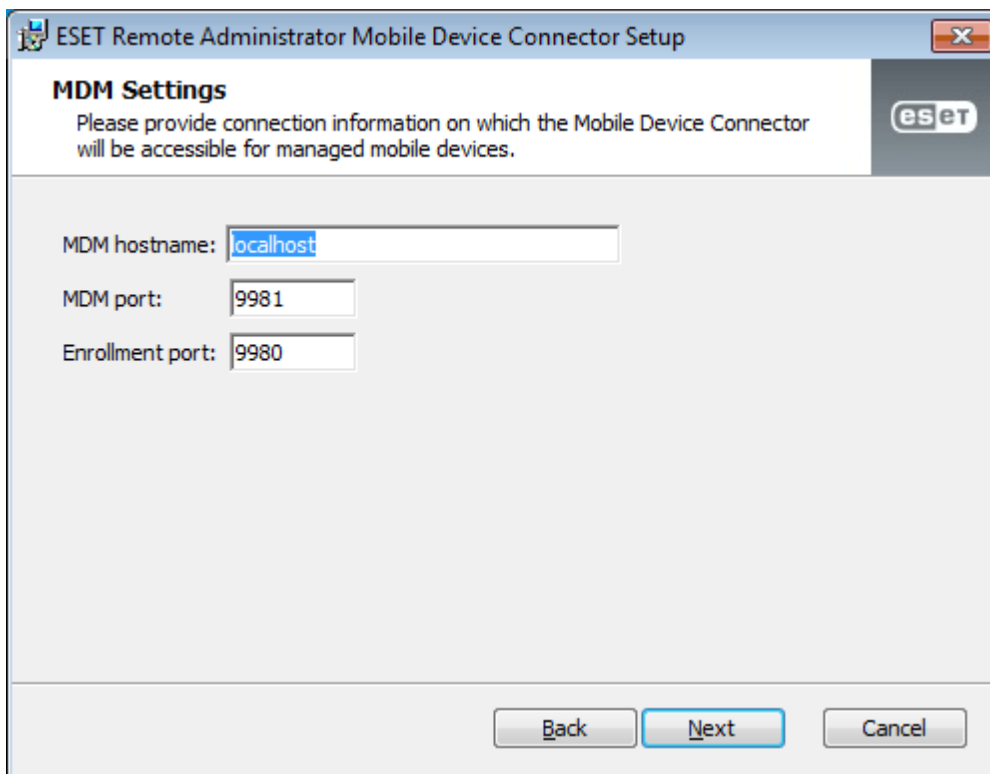 ESET Remote Administrator Mobile Device Connector Setup
MDM Settings
Please provide connection information on which the Mobile Device Connector
will be accessible for managed mobile devices.
eset
MDM hostname: localhost
MDM port: 9981
Enrollment port: 9980
Back Next Cancel